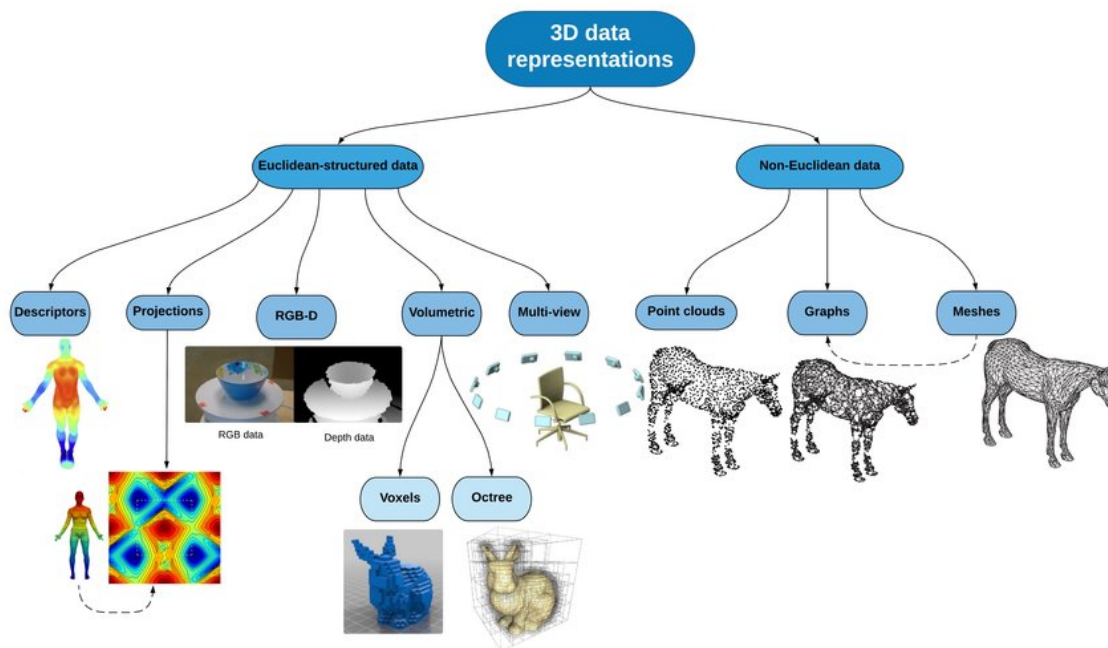 3D data
representations
Euclidean-structured data
Non-Euclidean data
Descriptors
Projections
RGB-D
Volumetric
Multi-view
Point clouds
Graphs
Meshes
RGB data
Depth data
Voxels
Octree